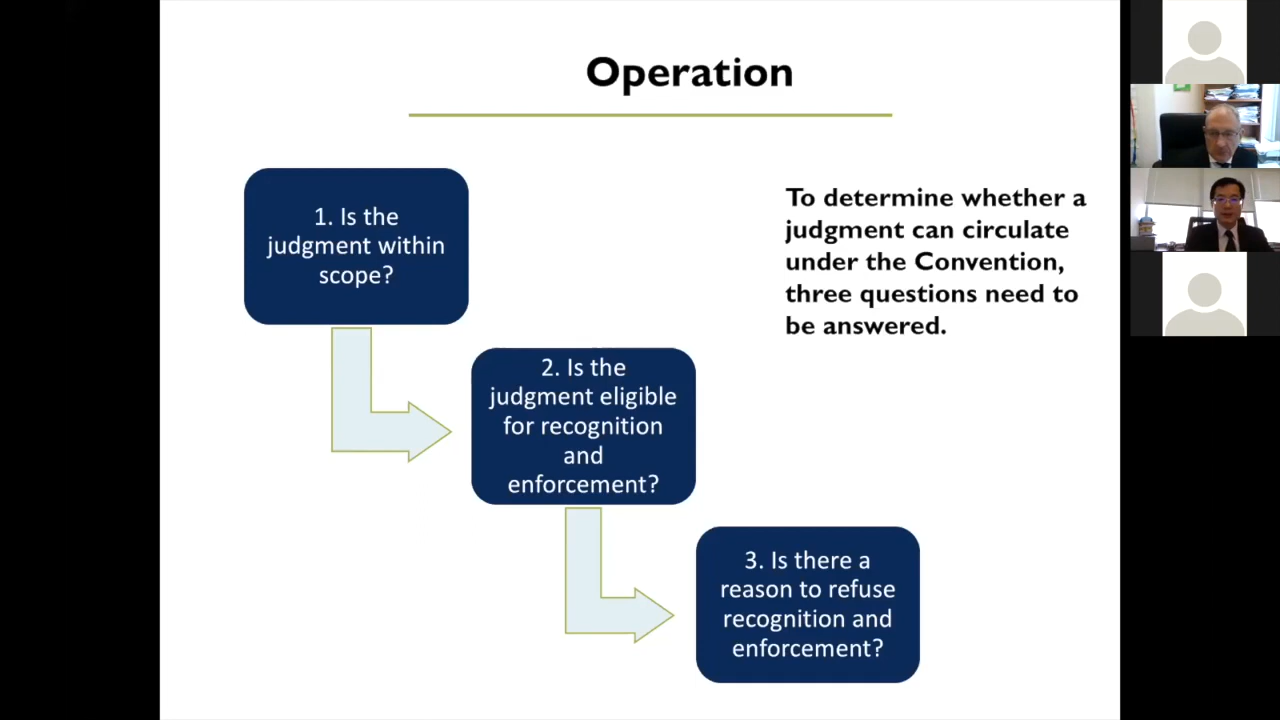 Operation
1. Is the
judgment within
scope?
To determine whether a
judgment can circulate
under the Convention,
three questions need to
be answered.
2. Is the
judgment eligible
for recognition
and
enforcement?
3. Is there a
reason to refuse
recognition and
enforcement?